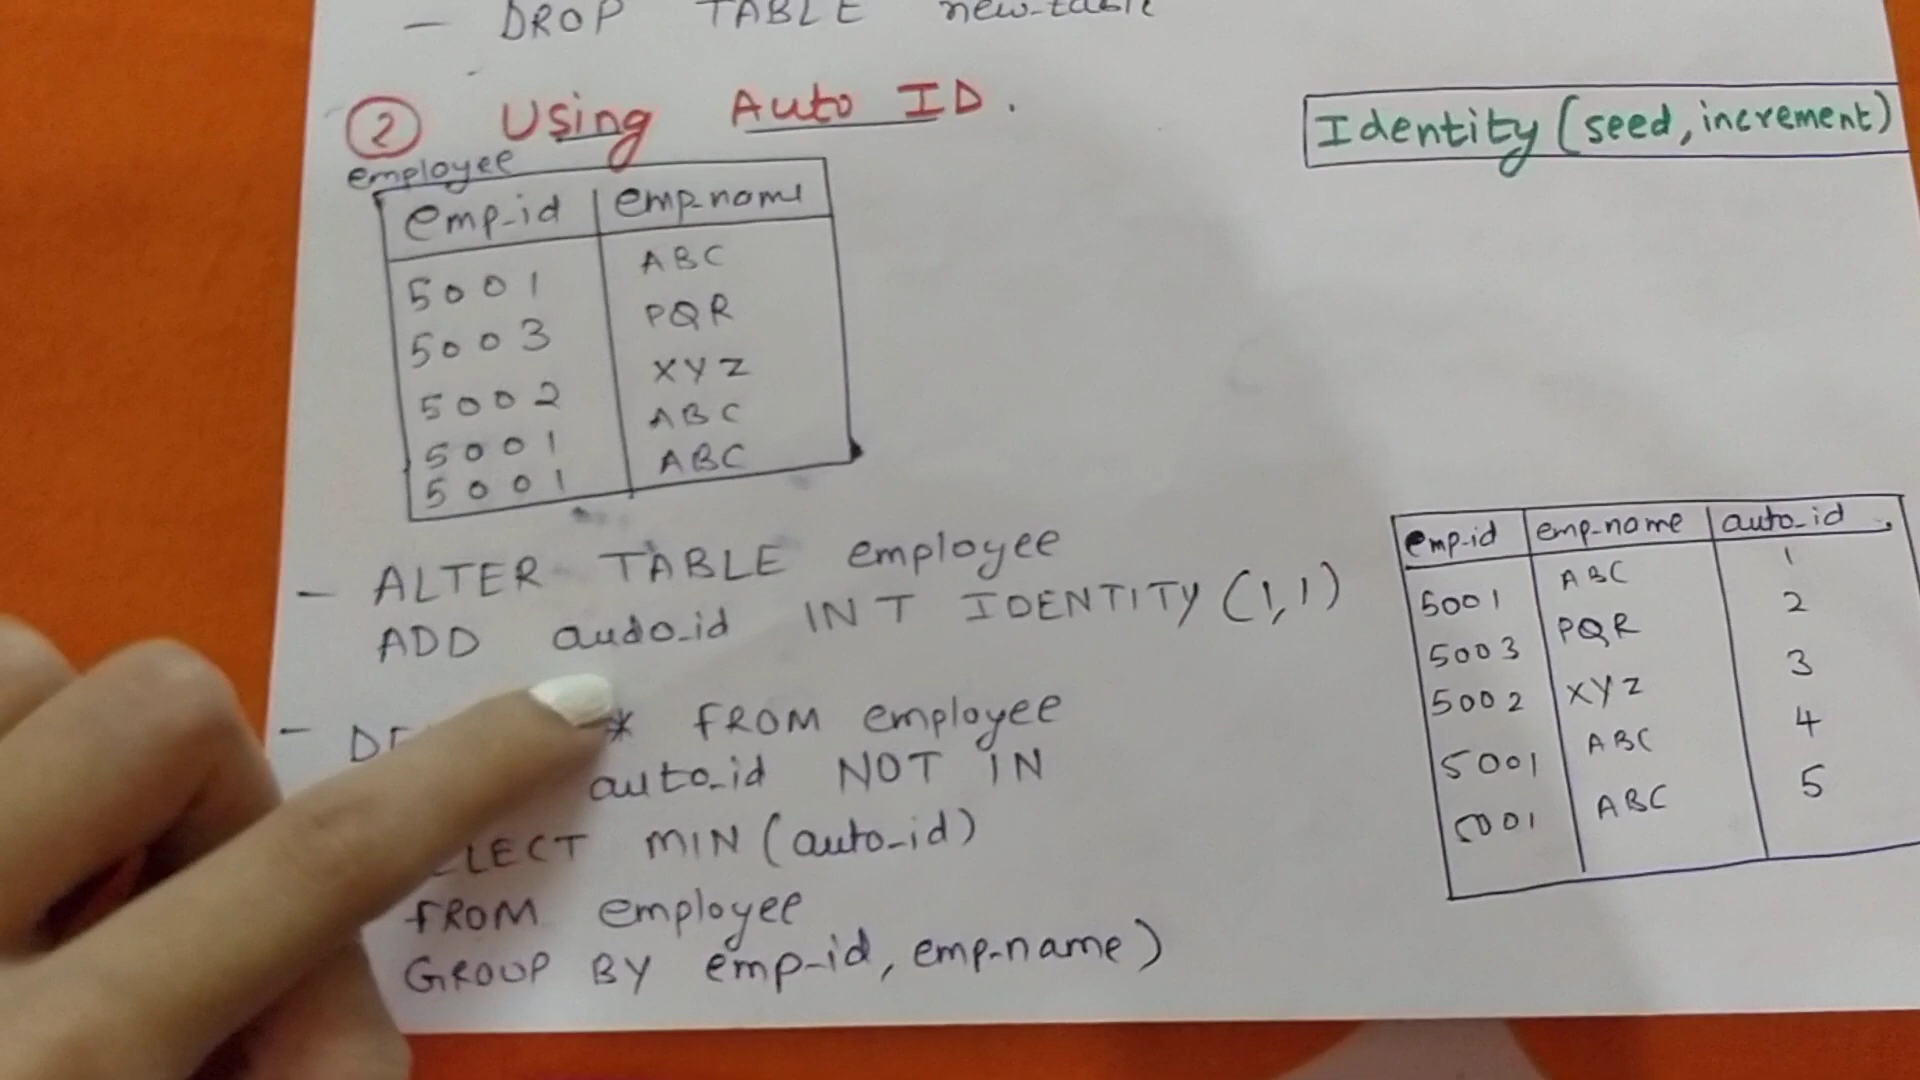 - DROP TABLE new-table
② Using Auto ID.
Identity (seed, increment)
employee
emp-id emp-name
5001 ABC
5003 PQR
5002 XYZ
5001 ABC
5001 ABC
- ALTER TABLE employee
ADD audo-id INT IDENTITY (1,1)
- * FROM employee
auto-id NOT IN
MIN (auto-id)
FROM employee
GROUP BY emp-id, emp-name)
emp-id emp-name auto-id
5001 ABC 1
5003 PQR 2
5002 XYZ 3
5001 ABC 4
5001 ABC 5